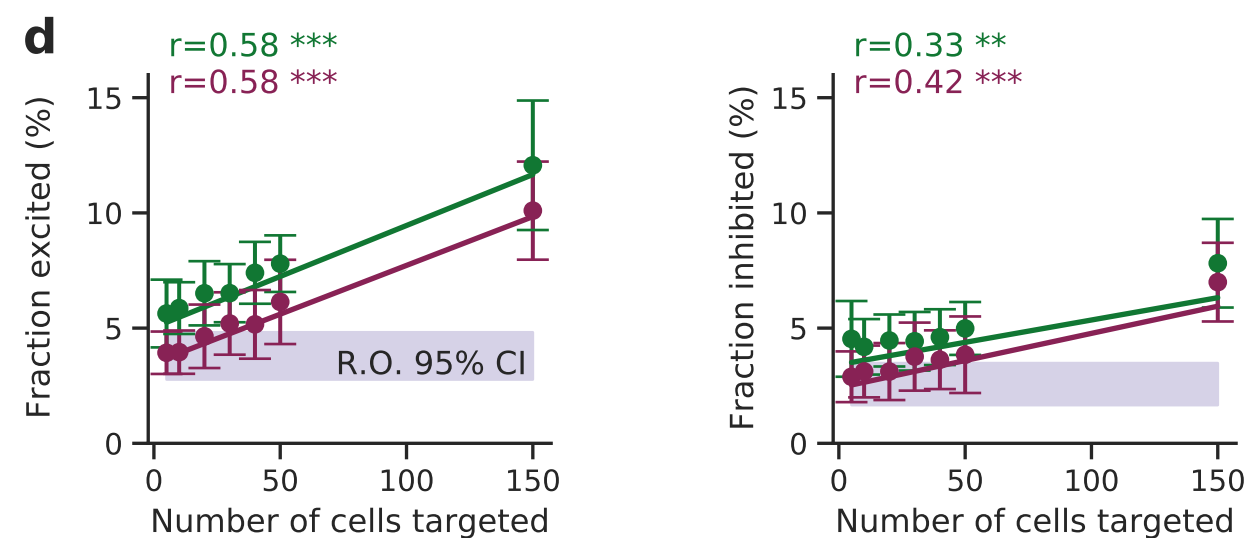 d
r=0.58 ***
r=0.58 ***
Fraction excited (%)
15
10
5
0
R.O. 95% CI
0 50 100 150
Number of cells targeted
r=0.33 **
r=0.42 ***
Fraction inhibited (%)
15
10
5
0
0 50 100 150
Number of cells targeted